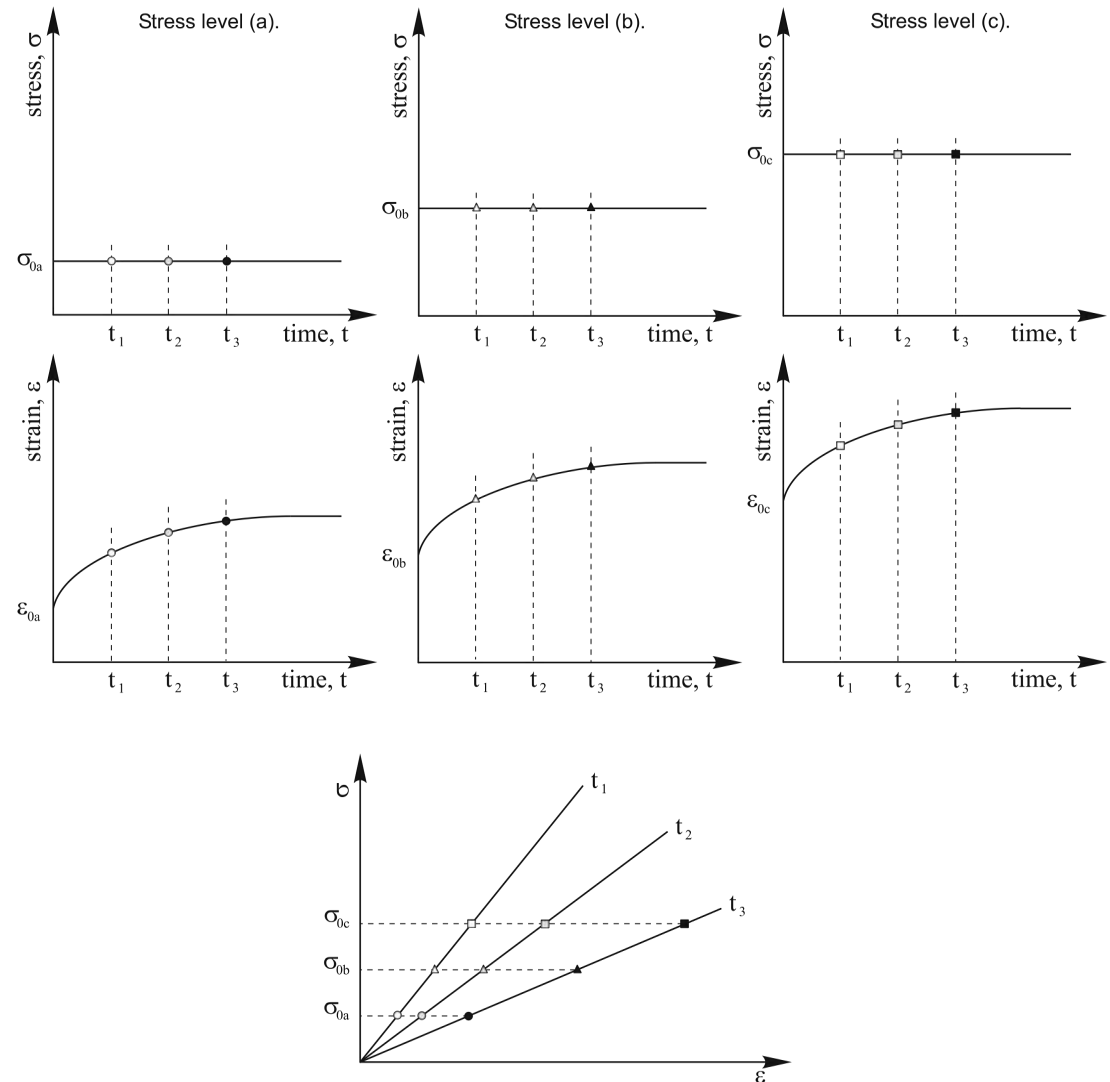 Stress level (a).
stress, σ
σ0a
t1 t2 t3 time, t
Stress level (b).
stress, σ
σ0b
t1 t2 t3 time, t
Stress level (c).
stress, σ
σ0c
t1 t2 t3 time, t
strain, ε
ε0a
t1 t2 t3 time, t
strain, ε
ε0b
t1 t2 t3 time, t
strain, ε
ε0c
t1 t2 t3 time, t
σ
t1
t2
t3
σ0c
σ0b
σ0a
ε